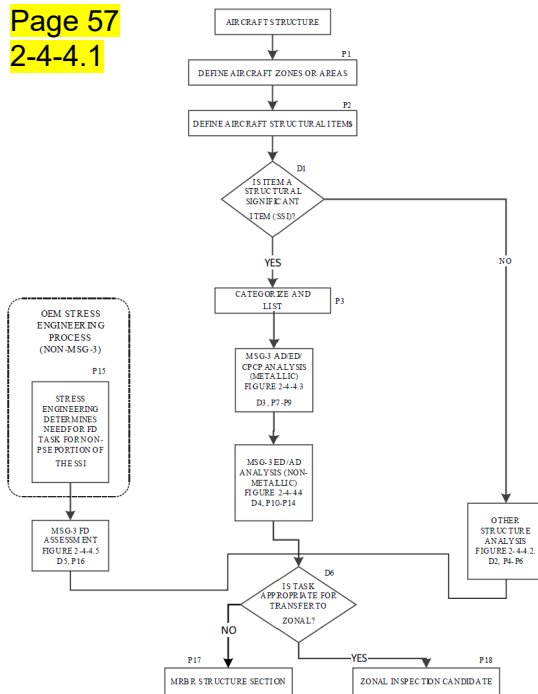 Page 57
2-4-4.1
AIRCRAFT STRUCTURE
P1
DEFINE AIRCRAFT ZONES OR AREAS
P2
DEFINE AIRCRAFT STRUCTURAL ITEMS
D1
IS ITEM A
STRUCTURAL
SIGNIFICANT
ITEM (SSI)?
YES
NO
CATEGORIZE AND
LIST
P3
OEM STRESS
ENGINEERING
PROCESS
(NON-MSG-3)
P15
STRESS
ENGINEERING
DETERMINES
NEED FOR FD
TASK FOR NON-
PSE PORTION OF
THE SSI
MSG-3 AD/ED/
CPCP ANALYSIS
(METALLIC)
FIGURE 2-4-4.3
D3, P7-P9
MSG-3 ED/AD
ANALYSIS (NON-
METALLIC)
FIGURE 2-4-4.4
D4, P10-P14
MSG-3 FD
ASSESSMENT
FIGURE 2-4-4.5
D5, P16
OTHER
STRUCTURE
ANALYSIS
FIGURE 2-4-4.2.
D2, P4-P6
D6
IS TASK
APPROPRIATE FOR
TRANSFER TO
ZONAL?
NO
YES
P17
MRBR STRUCTURE SECTION
P18
ZONAL INSPECTION CANDIDATE